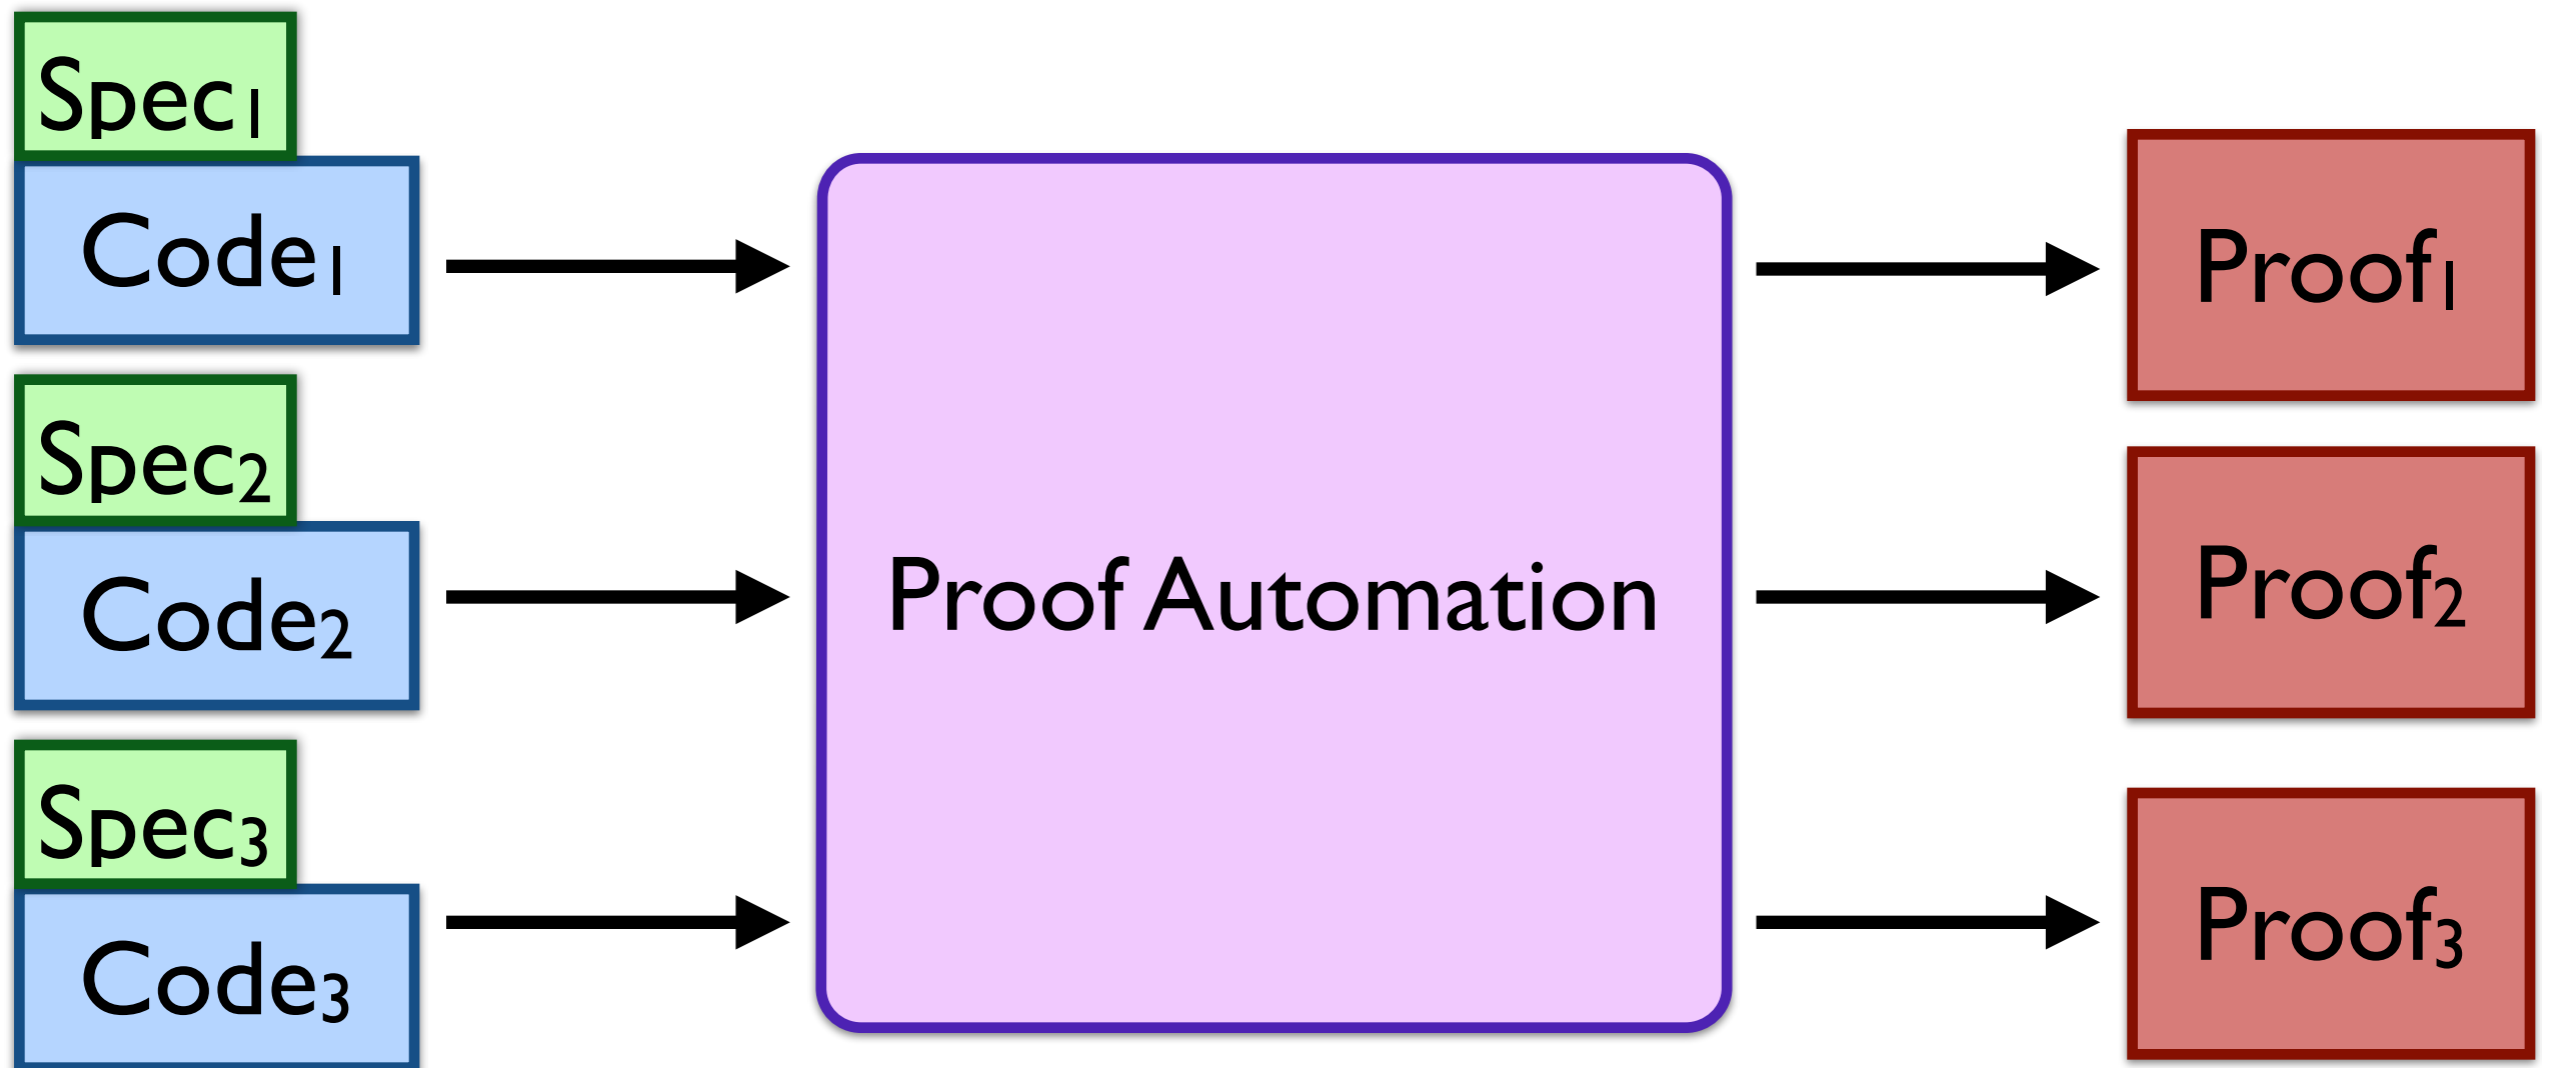 Spec₁
Code₁
Spec₂
Code₂
Spec₃
Code₃
Proof Automation
Proof₁
Proof₂
Proof₃